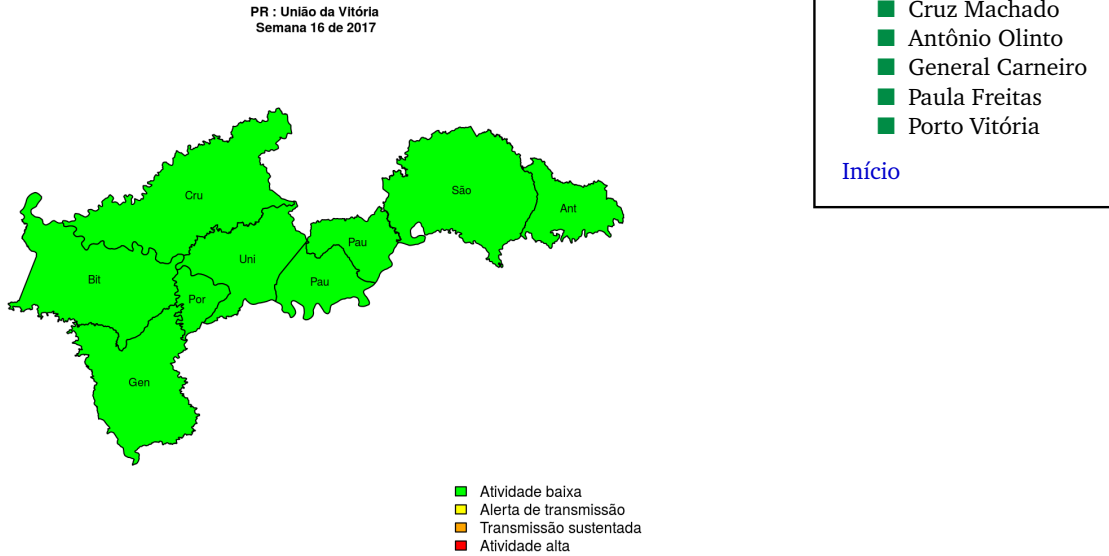 PR : União da Vitória
Semana 16 de 2017
Cru
São
Ant
Pau
Uni
Bit
Pau
Por
Gen
Atividade baixa
Alerta de transmissão
Transmissão sustentada
Atividade alta
Cruz Machado
Antônio Olinto
General Carneiro
Paula Freitas
Porto Vitória
Início